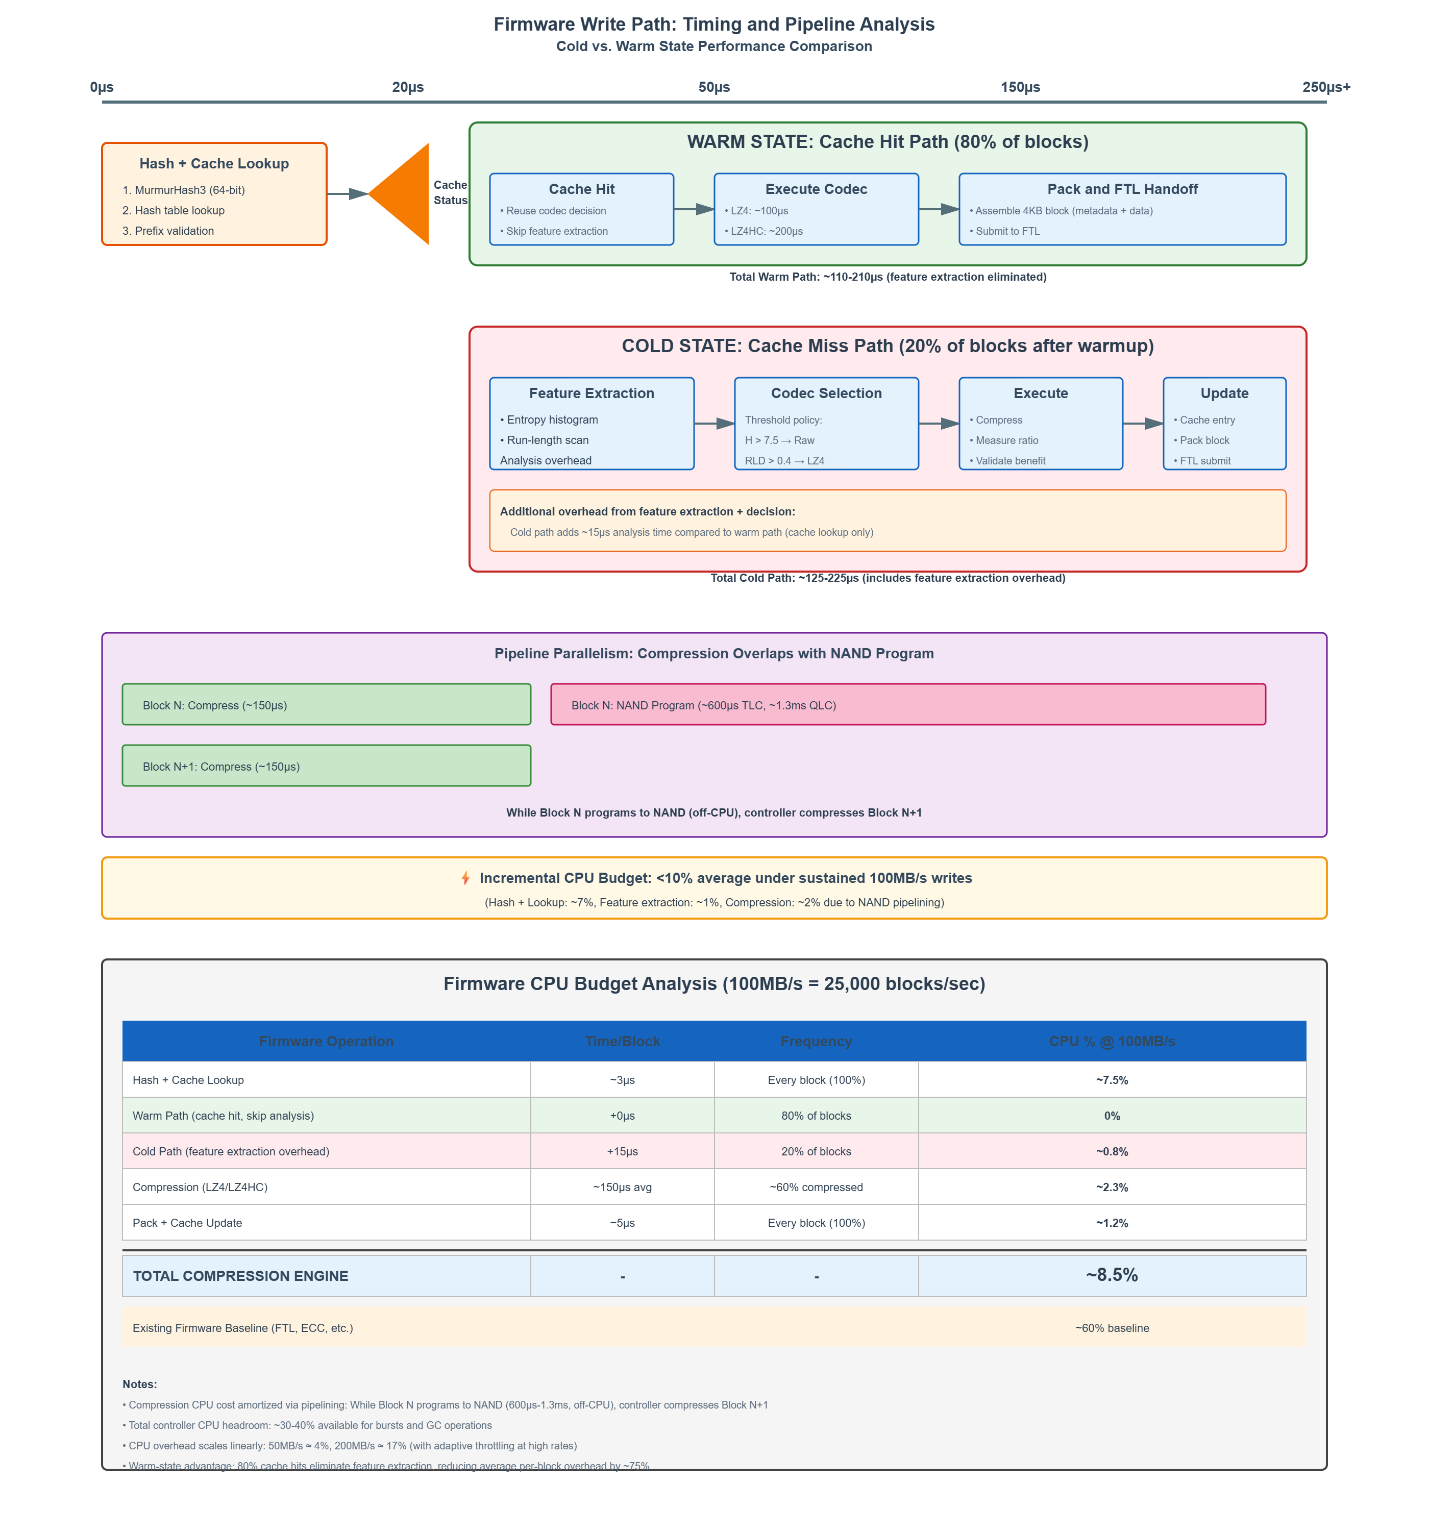 Firmware Write Path: Timing and Pipeline Analysis
Cold vs. Warm State Performance Comparison
0µs 20µs 50µs 150µs 250µs+
Hash + Cache Lookup
1. MurmurHash3 (64-bit)
2. Hash table lookup
3. Prefix validation
Cache
Status
WARM STATE: Cache Hit Path (80% of blocks)
Cache Hit
• Reuse codec decision
• Skip feature extraction
Execute Codec
• LZ4: ~100µs
• LZ4HC: ~200µs
Pack and FTL Handoff
• Assemble 4KB block (metadata + data)
• Submit to FTL
Total Warm Path: ~110-210µs (feature extraction eliminated)
COLD STATE: Cache Miss Path (20% of blocks after warmup)
Feature Extraction
• Entropy histogram
• Run-length scan
Analysis overhead
Codec Selection
Threshold policy:
H > 7.5 → Raw
RLD > 0.4 → LZ4
Execute
• Compress
• Measure ratio
• Validate benefit
Update
• Cache entry
• Pack block
• FTL submit
Additional overhead from feature extraction + decision:
Cold path adds ~15µs analysis time compared to warm path (cache lookup only)
Total Cold Path: ~125-225µs (includes feature extraction overhead)
Pipeline Parallelism: Compression Overlaps with NAND Program
Block N: Compress (~150µs)
Block N: NAND Program (~600µs TLC, ~1.3ms QLC)
Block N+1: Compress (~150µs)
While Block N programs to NAND (off-CPU), controller compresses Block N+1
⚡ Incremental CPU Budget: <10% average under sustained 100MB/s writes
(Hash + Lookup: ~7%, Feature extraction: ~1%, Compression: ~2% due to NAND pipelining)
Firmware CPU Budget Analysis (100MB/s = 25,000 blocks/sec)
Firmware Operation Time/Block Frequency CPU % @ 100MB/s
Hash + Cache Lookup ~3µs Every block (100%) ~7.5%
Warm Path (cache hit, skip analysis) +0µs 80% of blocks 0%
Cold Path (feature extraction overhead) +15µs 20% of blocks ~0.8%
Compression (LZ4/LZ4HC) ~150µs avg ~60% compressed ~2.3%
Pack + Cache Update ~5µs Every block (100%) ~1.2%
TOTAL COMPRESSION ENGINE - - ~8.5%
Existing Firmware Baseline (FTL, ECC, etc.) ~60% baseline
Notes:
• Compression CPU cost amortized via pipelining: While Block N programs to NAND (600µs-1.3ms, off-CPU), controller compresses Block N+1
• Total controller CPU headroom: ~30-40% available for bursts and GC operations
• CPU overhead scales linearly: 50MB/s ≈ 4%, 200MB/s ≈ 17% (with adaptive throttling at high rates)
• Warm-state advantage: 80% cache hits eliminate feature extraction, reducing average per-block overhead by ~75%